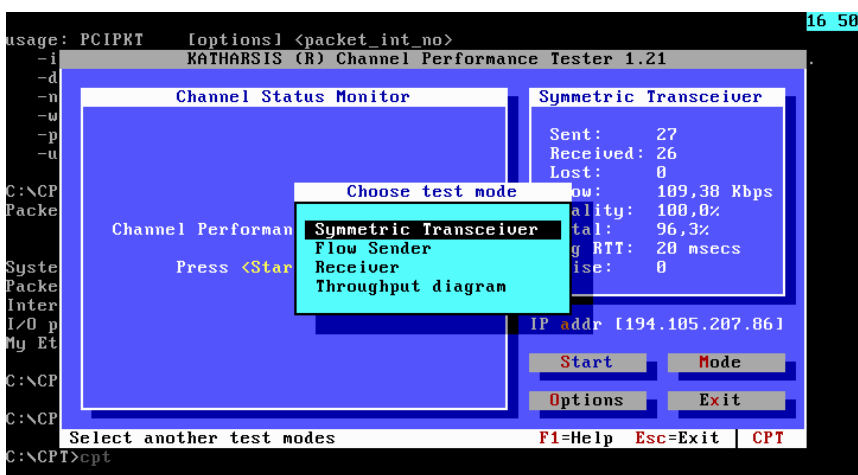 16 50
usage: PCIPKT [options] <packet_int_no>
-i
KATHARSIS (R) Channel Performance Tester 1.21
.
-d
-n
-w
-p
-u
Channel Status Monitor
Symmetric Transceiver
Sent: 27
Received: 26
Lost: 0
ow: 109,38 Kbps
ality: 100,0%
tal: 96,3%
g RTT: 20 msecs
ise: 0
C:\CP
Packe
Choose test mode
Symmetric Transceiver
Flow Sender
Receiver
Throughput diagram
Channel Performan
Press <Star
Syste
Packe
Inter
I/O p
My Et
IP addr [194.105.207.86]
Start Mode
Options Exit
C:\CP
C:\CP
Select another test modes
F1=Help Esc=Exit CPT
C:\CPT>cpt